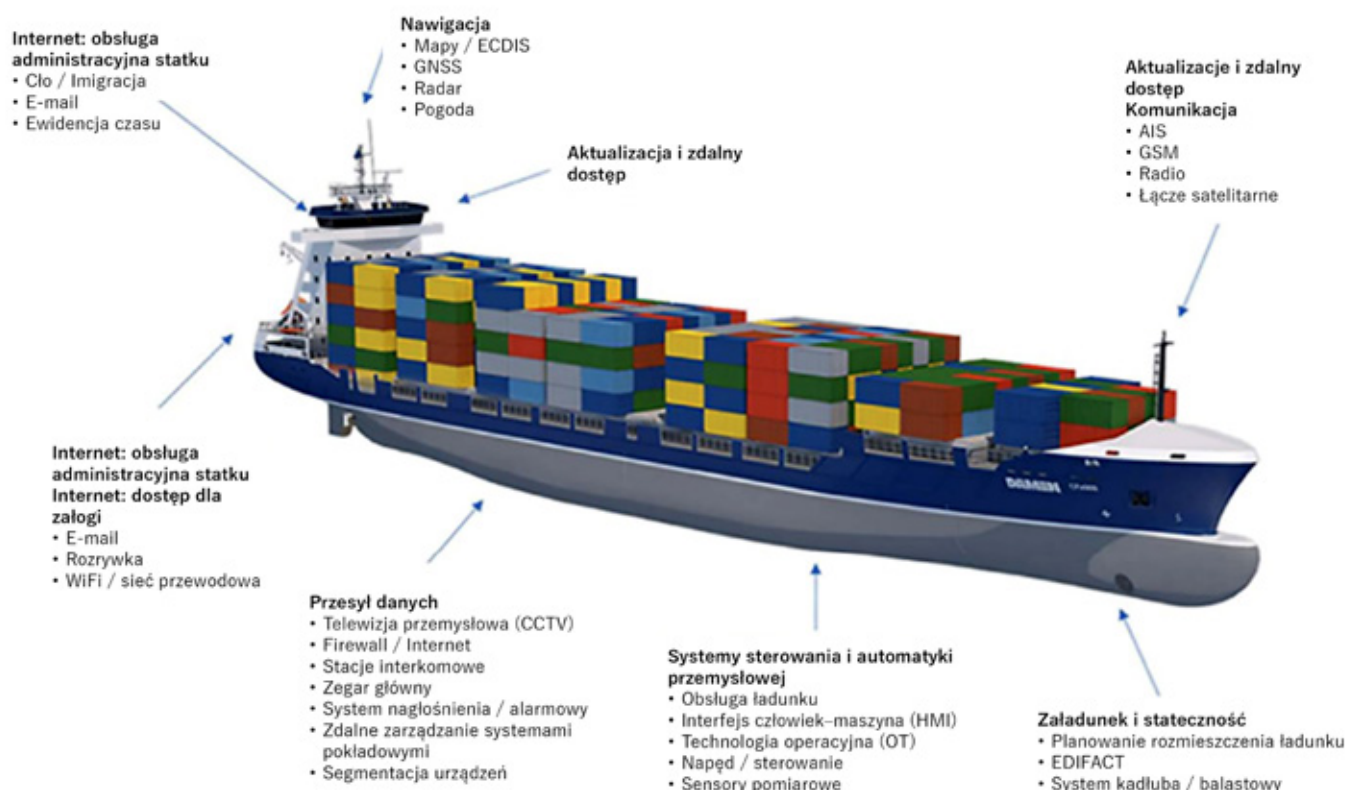 Internet: obsługa
administracyjna statku
• Cło / Imigracja
• E-mail
• Ewidencja czasu
Nawigacja
• Mapy / ECDIS
• GNSS
• Radar
• Pogoda
Aktualizacja i zdalny
dostęp
Aktualizacje i zdalny
dostęp
Komunikacja
• AIS
• GSM
• Radio
• Łącze satelitarne
Internet: obsługa
administracyjna statku
Internet: dostęp dla
załogi
• E-mail
• Rozrywka
• WiFi / sieć przewodowa
DAMEN
Przesył danych
• Telewizja przemysłowa (CCTV)
• Firewall / Internet
• Stacje interkomowe
• Zegar główny
• System nagłośnienia / alarmowy
• Zdalne zarządzanie systemami
pokładowymi
• Segmentacja urządzeń
Systemy sterowania i automatyki
przemysłowej
• Obsługa ładunku
• Interfejs człowiek–maszyna (HMI)
• Technologia operacyjna (OT)
• Napęd / sterowanie
• Sensory pomiarowe
Załadunek i stateczność
• Planowanie rozmieszczenia ładunku
• EDIFACT
• System kadłuba / balastowy